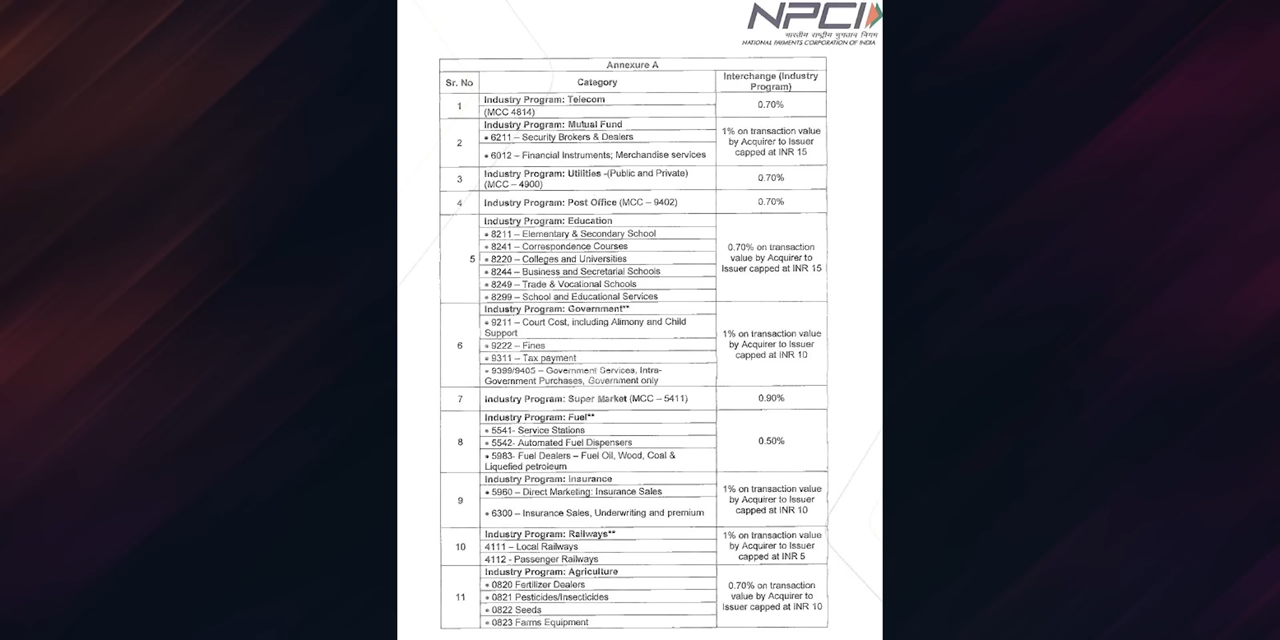 NPCI
भारतीय राष्ट्रीय भुगतान निगम
NATIONAL PAYMENTS CORPORATION OF INDIA
Annexure A
Sr. No
Category
Interchange (Industry
Program)
1
Industry Program: Telecom
(MCC 4814)
0.70%
2
Industry Program: Mutual Fund
• 6211 – Security Brokers & Dealers
• 6012 – Financial Instruments; Merchandise services
1% on transaction value
by Acquirer to Issuer
capped at INR 15
3
Industry Program: Utilities -(Public and Private)
(MCC – 4900)
0.70%
4
Industry Program: Post Office (MCC – 9402)
0.70%
5
Industry Program: Education
• 8211 – Elementary & Secondary School
• 8241 – Correspondence Courses
• 8220 – Colleges and Universities
• 8244 – Business and Secretarial Schools
• 8249 – Trade & Vocational Schools
• 8299 – School and Educational Services
0.70% on transaction
value by Acquirer to
Issuer capped at INR 15
6
Industry Program: Government**
• 9211 – Court Cost, including Alimony and Child
Support
• 9222 – Fines
• 9311 – Tax payment
• 9399/9405 – Government Services, Intra-
Government Purchases, Government only
1% on transaction value
by Acquirer to Issuer
capped at INR 10
7
Industry Program: Super Market (MCC – 5411)
0.90%
8
Industry Program: Fuel**
• 5541- Service Stations
• 5542- Automated Fuel Dispensers
• 5983- Fuel Dealers – Fuel Oil, Wood, Coal &
Liquefied petroleum
0.50%
9
Industry Program: Insurance
• 5960 – Direct Marketing: Insurance Sales
• 6300 – Insurance Sales, Underwriting and premium
1% on transaction value
by Acquirer to Issuer
capped at INR 10
10
Industry Program: Railways**
4111 – Local Railways
4112 - Passenger Railways
1% on transaction value
by Acquirer to Issuer
capped at INR 5
11
Industry Program: Agriculture
• 0820 Fertilizer Dealers
• 0821 Pesticides/Insecticides
• 0822 Seeds
• 0823 Farms Equipment
0.70% on transaction
value by Acquirer to
Issuer capped at INR 10